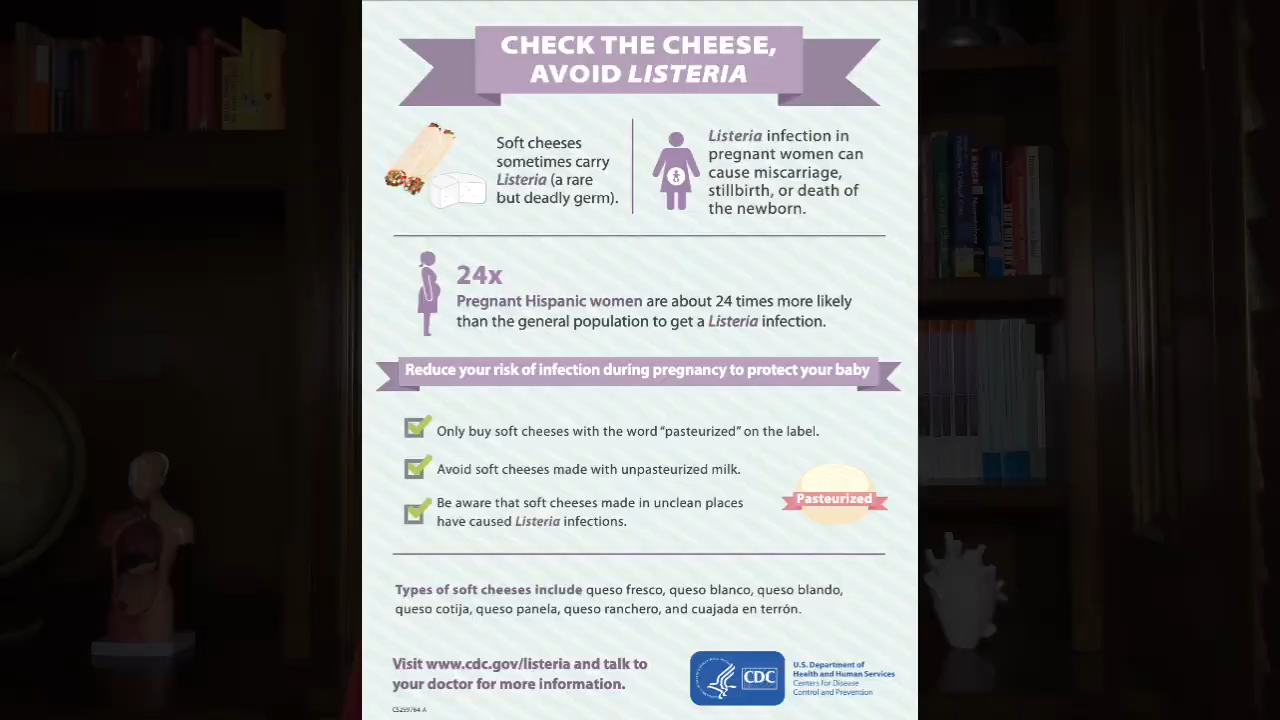 CHECK THE CHEESE,
AVOID LISTERIA
Soft cheeses
sometimes carry
Listeria (a rare
but deadly germ).
Listeria infection in
pregnant women can
cause miscarriage,
stillbirth, or death of
the newborn.
24x
Pregnant Hispanic women are about 24 times more likely
than the general population to get a Listeria infection.
Reduce your risk of infection during pregnancy to protect your baby
Only buy soft cheeses with the word "pasteurized" on the label.
Avoid soft cheeses made with unpasteurized milk.
Be aware that soft cheeses made in unclean places
have caused Listeria infections.
Pasteurized
Types of soft cheeses include queso fresco, queso blanco, queso blando,
queso cotija, queso panela, queso ranchero, and cuajada en terrón.
Visit www.cdc.gov/listeria and talk to
your doctor for more information.
CDC
U.S. Department of
Health and Human Services
Centers for Disease
Control and Prevention
CS259764-A